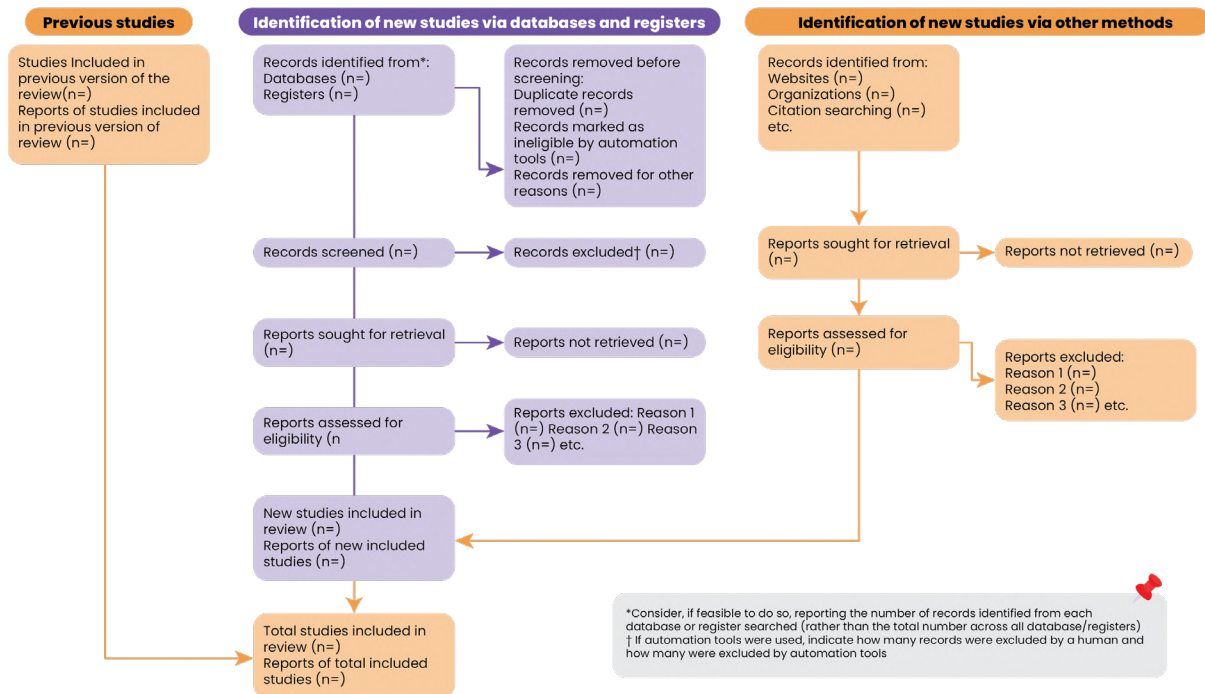 Previous studies
Studies Included in
previous version of the
review(n=)
Reports of studies included
in previous version of
review (n=)
Identification of new studies via databases and registers
Records identified from*:
Databases (n=)
Registers (n=)
Records removed before
screening:
Duplicate records
removed (n=)
Records marked as
ineligible by automation
tools (n=)
Records removed for other
reasons (n=)
Records screened (n=)
Records excluded† (n=)
Reports sought for retrieval
(n=)
Reports not retrieved (n=)
Reports assessed for
eligibility (n
Reports excluded: Reason 1
(n=) Reason 2 (n=) Reason
3 (n=) etc.
New studies included in
review (n=)
Reports of new included
studies (n=)
Total studies included in
review (n=)
Reports of total included
studies (n=)
Identification of new studies via other methods
Records identified from:
Websites (n=)
Organizations (n=)
Citation searching (n=)
etc.
Reports sought for retrieval
(n=)
Reports not retrieved (n=)
Reports assessed for
eligibility (n=)
Reports excluded:
Reason 1 (n=)
Reason 2 (n=)
Reason 3 (n=) etc.
*Consider, if feasible to do so, reporting the number of records identified from each
database or register searched (rather than the total number across all database/registers)
† If automation tools were used, indicate how many records were excluded by a human and
how many were excluded by automation tools